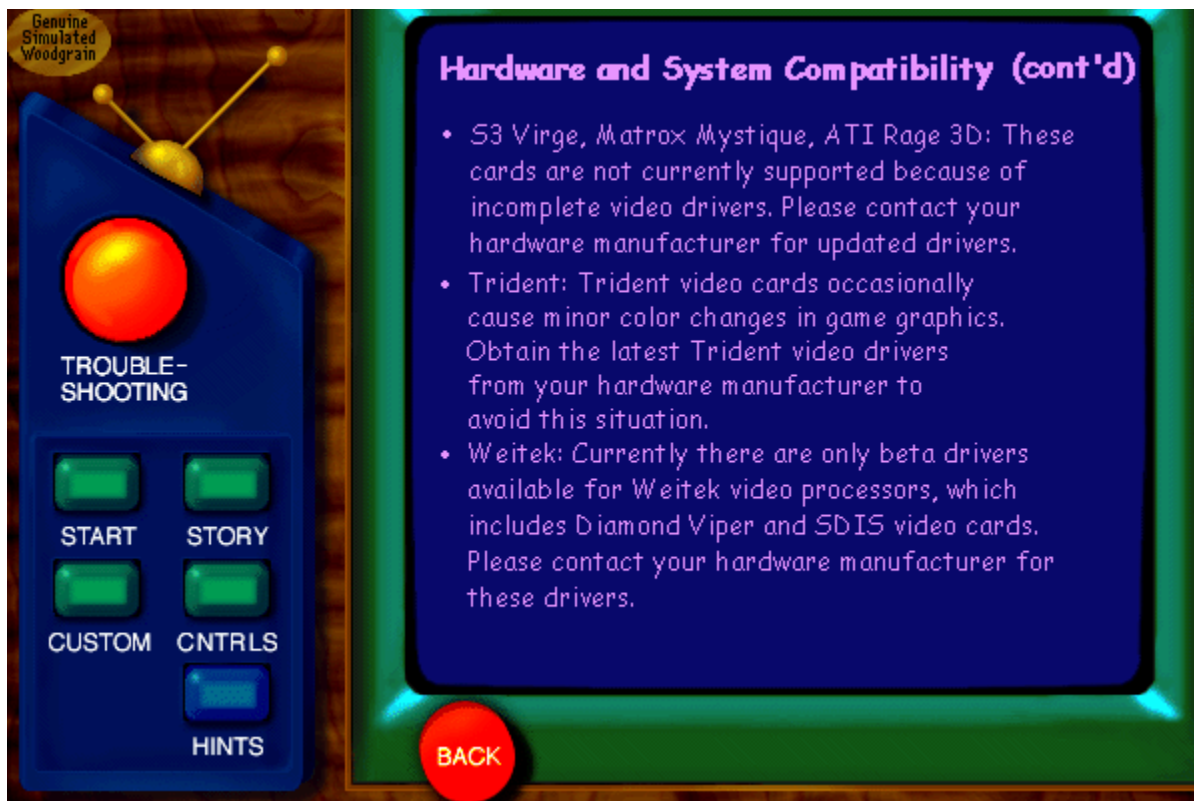 Genuine
Simulated
Woodgrain
TROUBLE-
SHOOTING
START
STORY
CUSTOM
CNTRLS
HINTS
Hardware and System Compatibility (cont'd)
• S3 Virge, Matrox Mystique, ATI Rage 3D: These
cards are not currently supported because of
incomplete video drivers. Please contact your
hardware manufacturer for updated drivers.
• Trident: Trident video cards occasionally
cause minor color changes in game graphics.
Obtain the latest Trident video drivers
from your hardware manufacturer to
avoid this situation.
• Weitek: Currently there are only beta drivers
available for Weitek video processors, which
includes Diamond Viper and SDIS video cards.
Please contact your hardware manufacturer for
these drivers.
BACK